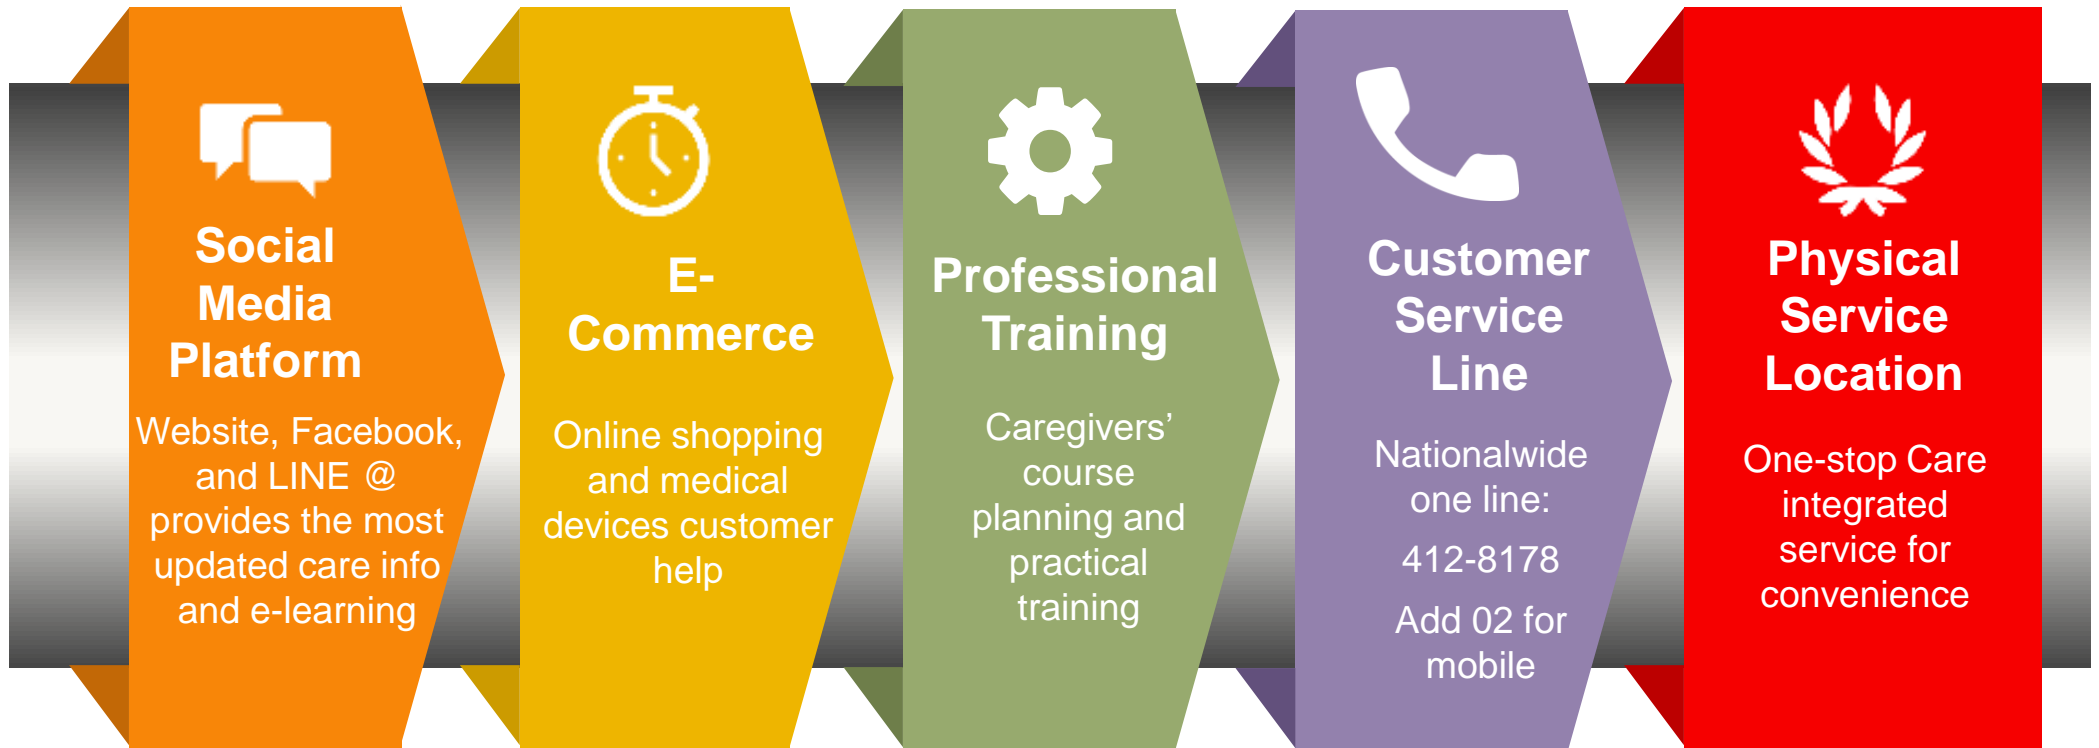 Social
Media
Platform
Website, Facebook,
and LINE @
provides the most
updated care info
and e-learning
E-
Commerce
Online shopping
and medical
devices customer
help
Professional
Training
Caregivers’
course
planning and
practical
training
Customer
Service
Line
Nationalwide
one line:
412-8178
Add 02 for
mobile
Physical
Service
Location
One-stop Care
integrated
service for
convenience